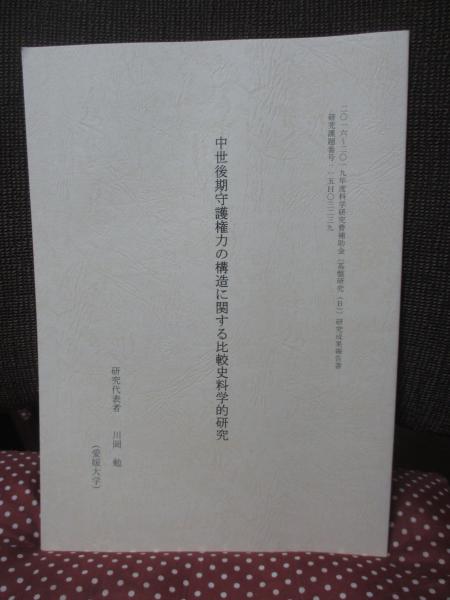 二〇一六〜二〇一九年度科学研究費補助金〔基盤研究（B）〕研究成果報告書
研究課題番号：一五H〇三二三九
中世後期守護権力の構造に関する比較史料学的研究
研究代表者　川岡　勉
（愛媛大学）